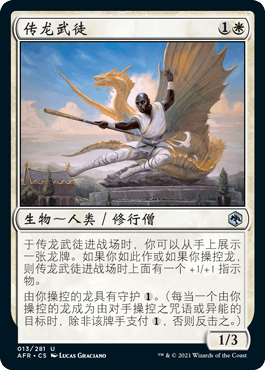 传龙武徒 1
生物～人类／修行僧
于传龙武徒进战场时，你可以从手上展示
一张龙牌。如果你如此作或如果你操控龙，
则传龙武徒进战场时上面有一个 +1/+1 指示
物。
由你操控的龙具有守护 1。（每当一个由你
操控的龙成为由对手操控之咒语或异能的
目标时，除非该牌手支付 1，否则反击之。）
1/3
013/281 U
AFR • CS LUCAS GRACIANO
™ & © 2021 Wizards of the Coast